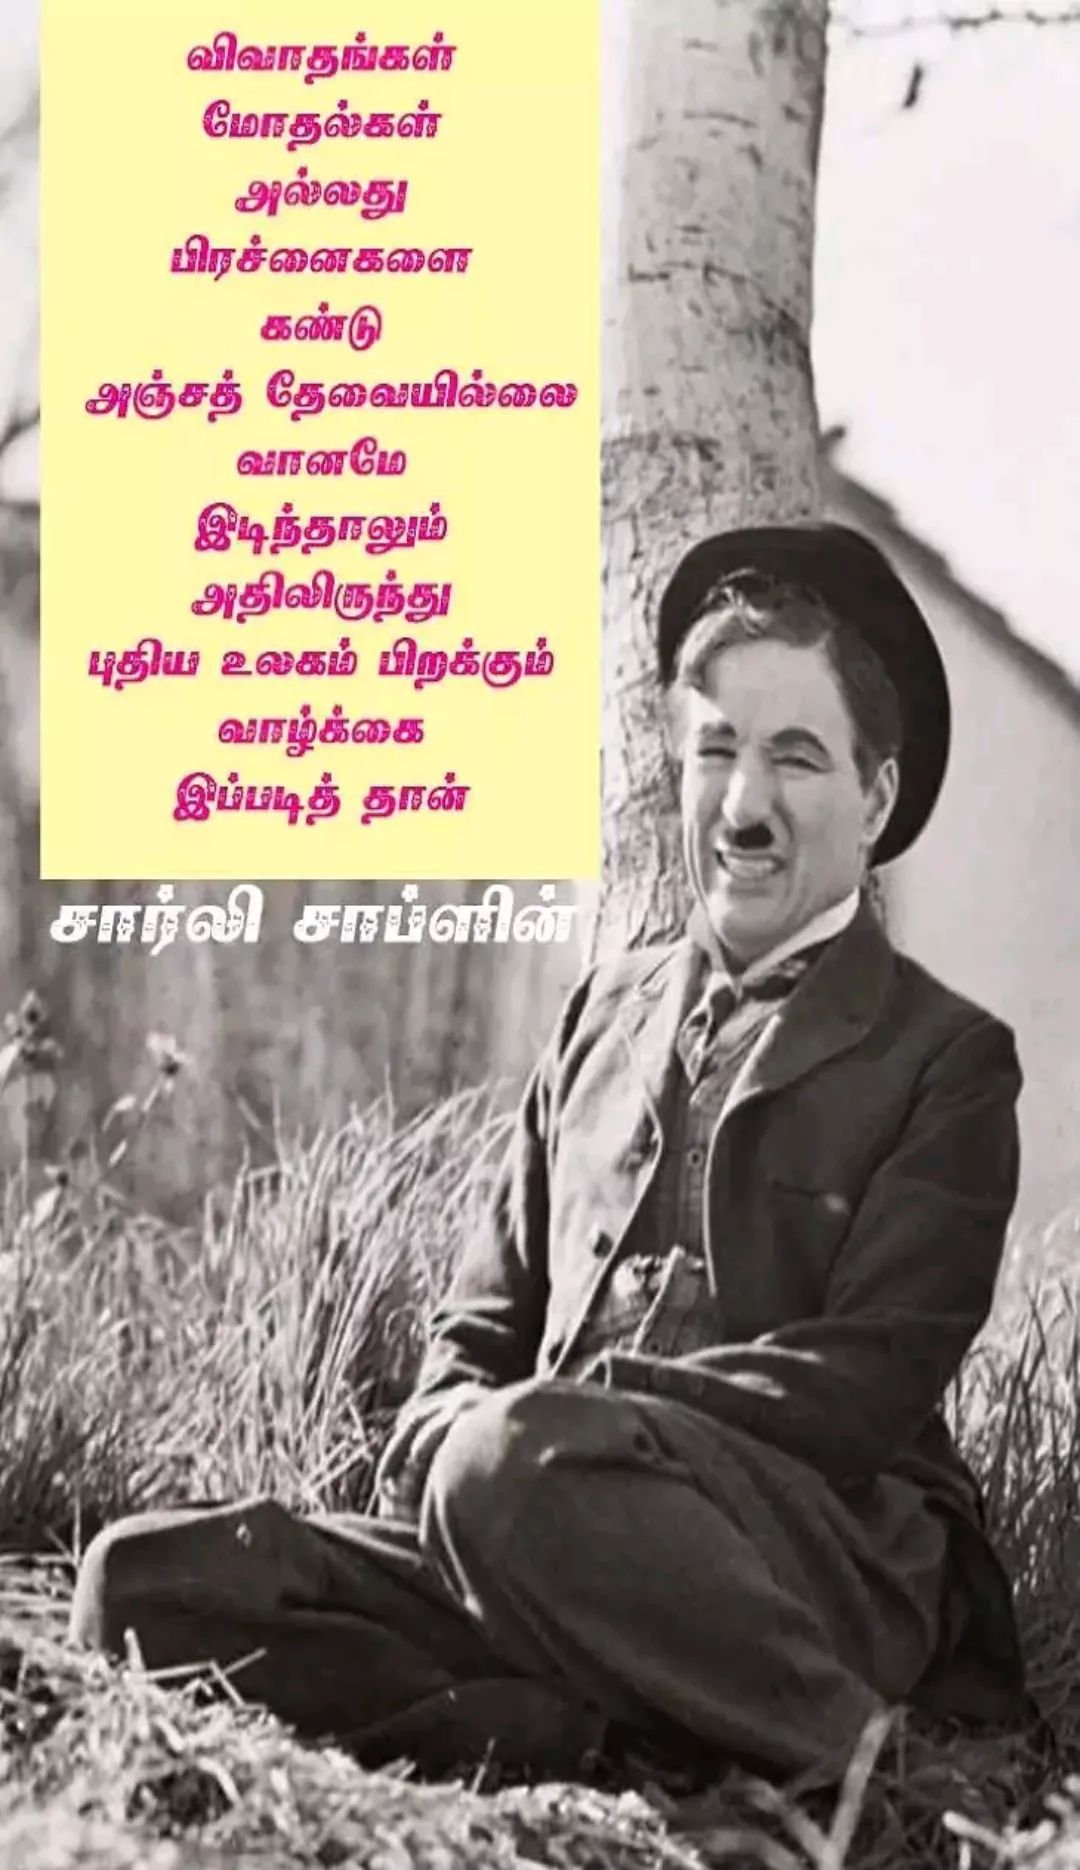 விவாதங்கள்
மோதல்கள்
அல்லது
பிரச்னைகளை
கண்டு
அஞ்சத் தேவையில்லை
வானமே
இடிந்தாலும்
அதிலிருந்து
புதிய உலகம் பிறக்கும்
வாழ்க்கை
இப்படித் தான்
சார்லி சாப்ளின்